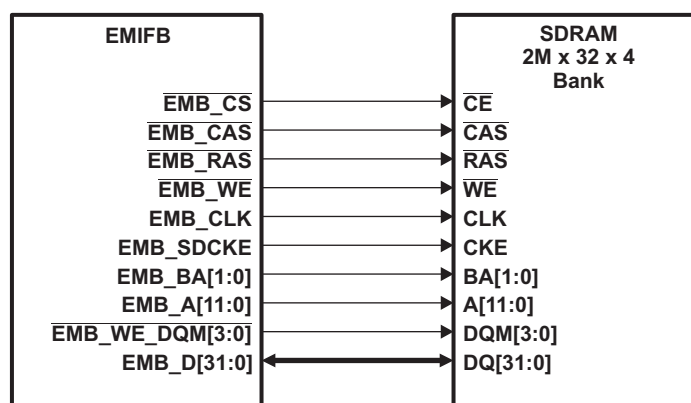 EMIFB
EMB_CS
EMB_CAS
EMB_RAS
EMB_WE
EMB_CLK
EMB_SDCKE
EMB_BA[1:0]
EMB_A[11:0]
EMB_WE_DQM[3:0]
EMB_D[31:0]
SDRAM
2M x 32 x 4
Bank
CE
CAS
RAS
WE
CLK
CKE
BA[1:0]
A[11:0]
DQM[3:0]
DQ[31:0]